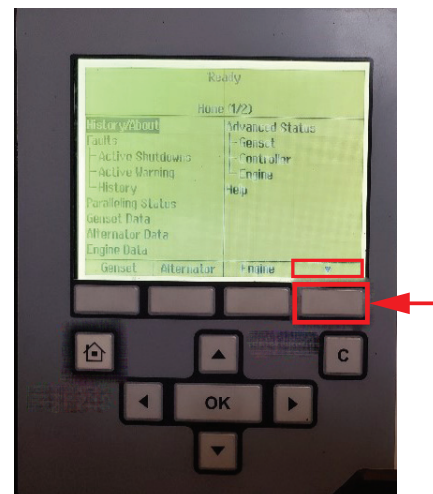 Ready
Home (1/2)
History/About
Faults
Active Shutdowns
Active Warning
History
Paralleling Status
Genset Data
Alternator Data
Engine Data
Advanced Status
Genset
Controller
Engine
Help
Genset Alternator Engine
C
OK